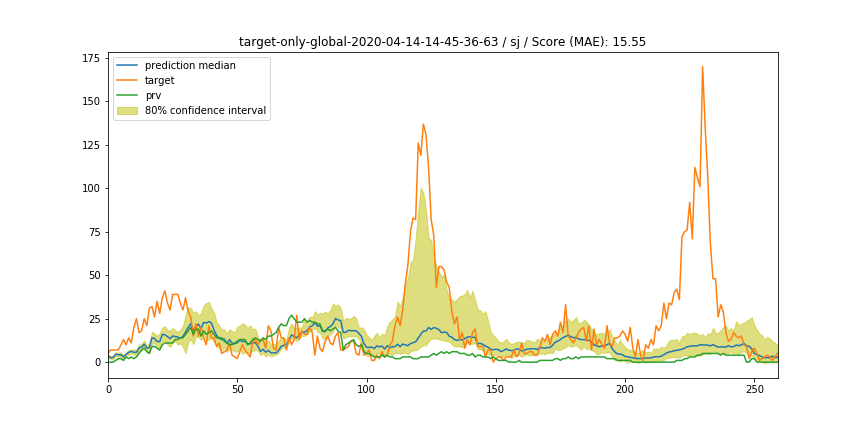 target-only-global-2020-04-14-14-45-36-63 / sj / Score (MAE): 15.55
175
150
125
100
75
50
25
0
prediction median
target
prv
80% confidence interval
0
50
100
150
200
250